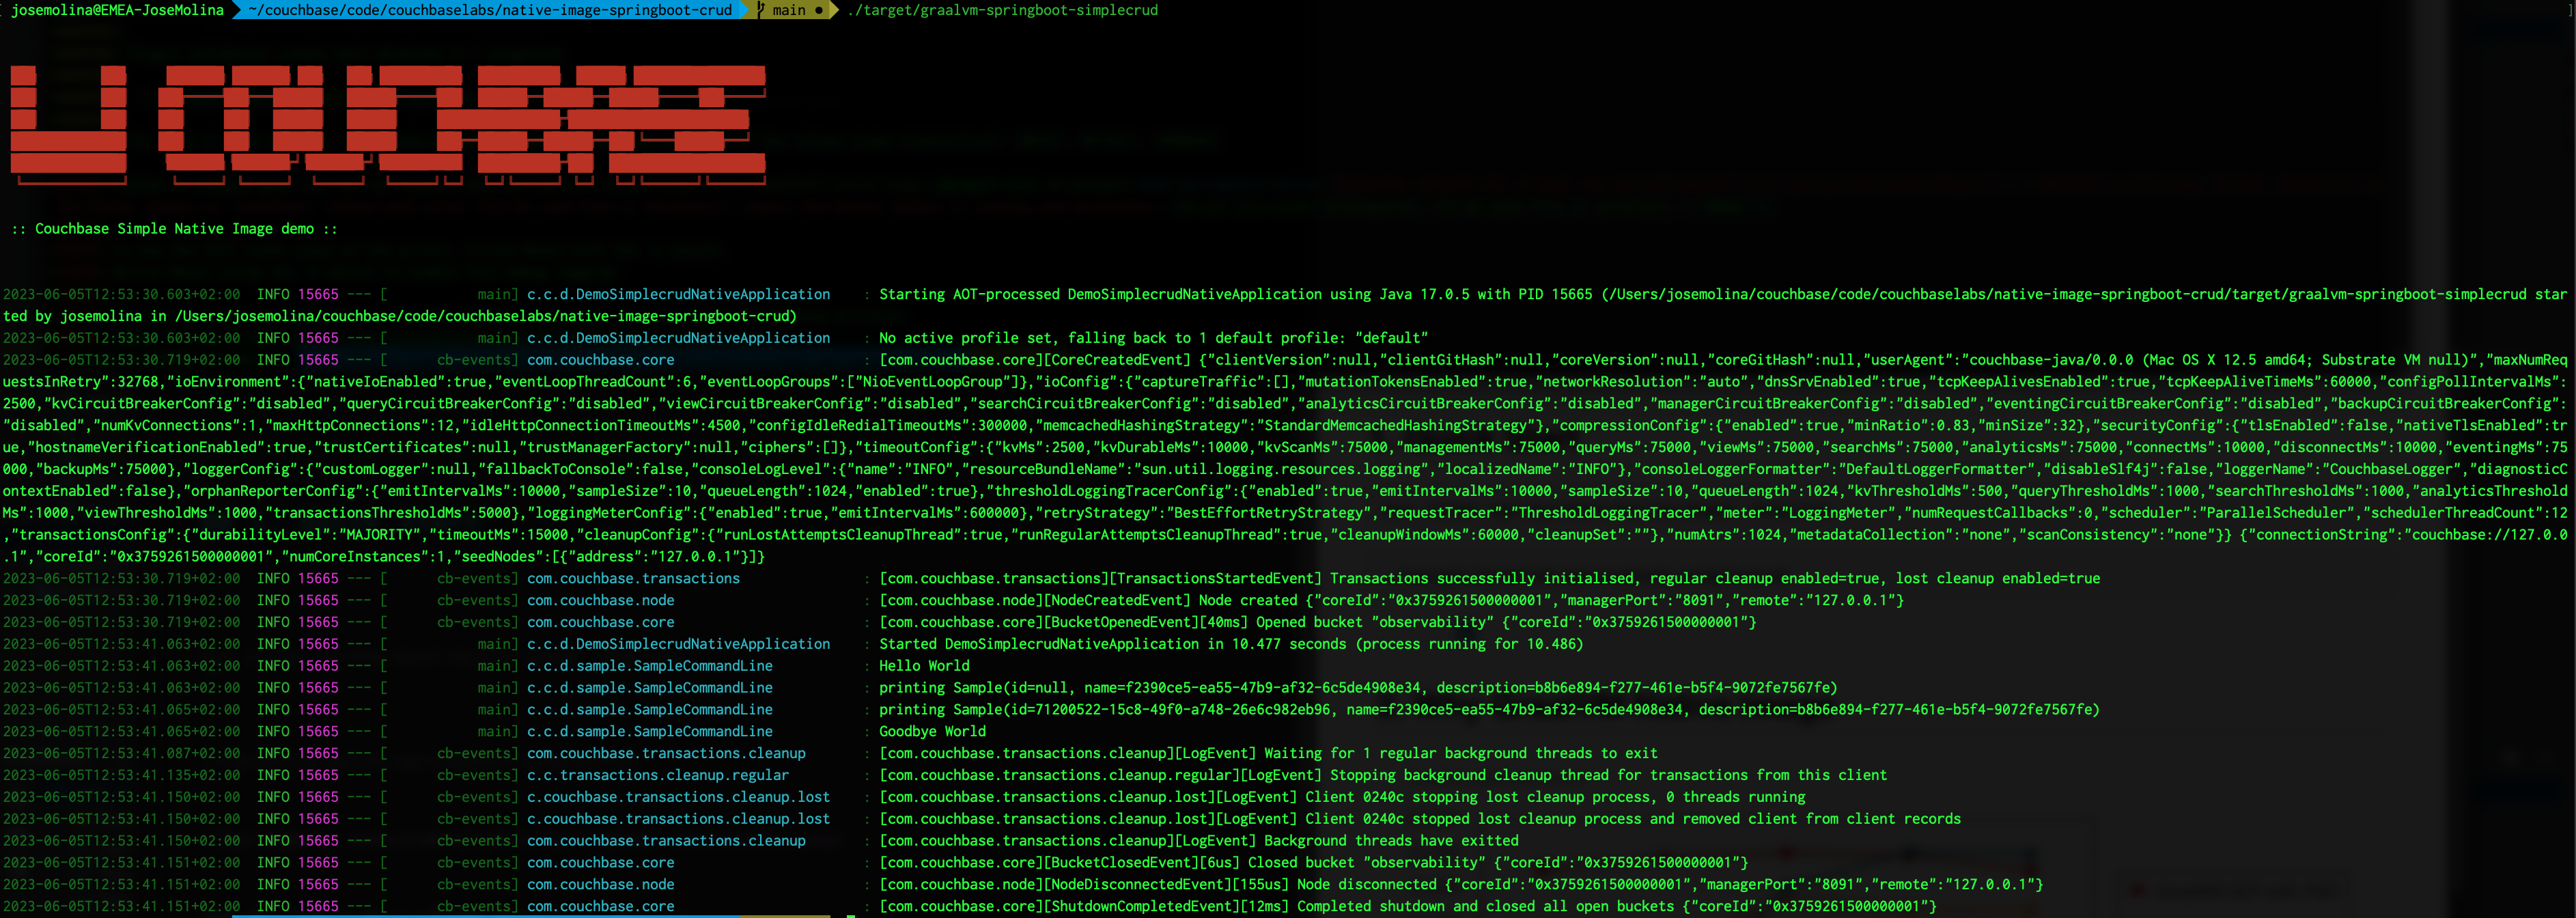 josemolina@EMEA-JoseMolina ~/couchbase/code/couchbaselabs/native-image-springboot-crud main ● ./target/graalvm-springboot-simplecrud
:: Couchbase Simple Native Image demo ::
2023-06-05T12:53:30.603+02:00 INFO 15665 --- [ main] c.c.d.DemoSimplecrudNativeApplication : Starting AOT-processed DemoSimplecrudNativeApplication using Java 17.0.5 with PID 15665 (/Users/josemolina/couchbase/code/couchbaselabs/native-image-springboot-crud/target/graalvm-springboot-simplecrud star
ted by josemolina in /Users/josemolina/couchbase/code/couchbaselabs/native-image-springboot-crud)
2023-06-05T12:53:30.603+02:00 INFO 15665 --- [ main] c.c.d.DemoSimplecrudNativeApplication : No active profile set, falling back to 1 default profile: "default"
2023-06-05T12:53:30.719+02:00 INFO 15665 --- [ cb-events] com.couchbase.core : [com.couchbase.core][CoreCreatedEvent] {"clientVersion":null,"clientGitHash":null,"coreVersion":null,"coreGitHash":null,"userAgent":"couchbase-java/0.0.0 (Mac OS X 12.5 amd64; Substrate VM null)","maxNumReq
uestsInRetry":32768,"ioEnvironment":{"nativeIoEnabled":true,"eventLoopThreadCount":6,"eventLoopGroups":["NioEventLoopGroup"]},"ioConfig":{"captureTraffic":[],"mutationTokensEnabled":true,"networkResolution":"auto","dnsSrvEnabled":true,"tcpKeepAlivesEnabled":true,"tcpKeepAliveTimeMs":60000,"configPollIntervalMs":
2500,"kvCircuitBreakerConfig":"disabled","queryCircuitBreakerConfig":"disabled","viewCircuitBreakerConfig":"disabled","searchCircuitBreakerConfig":"disabled","analyticsCircuitBreakerConfig":"disabled","managerCircuitBreakerConfig":"disabled","eventingCircuitBreakerConfig":"disabled","backupCircuitBreakerConfig":
"disabled","numKvConnections":1,"maxHttpConnections":12,"idleHttpConnectionTimeoutMs":4500,"configIdleRedialTimeoutMs":300000,"memcachedHashingStrategy":"StandardMemcachedHashingStrategy"},"compressionConfig":{"enabled":true,"minRatio":0.83,"minSize":32},"securityConfig":{"tlsEnabled":false,"nativeTlsEnabled":tr
ue,"hostnameVerificationEnabled":true,"trustCertificates":null,"trustManagerFactory":null,"ciphers":[]},"timeoutConfig":{"kvMs":2500,"kvDurableMs":10000,"kvScanMs":75000,"managementMs":75000,"queryMs":75000,"viewMs":75000,"searchMs":75000,"analyticsMs":75000,"connectMs":10000,"disconnectMs":10000,"eventingMs":75
000,"backupMs":75000},"loggerConfig":{"customLogger":null,"fallbackToConsole":false,"consoleLogLevel":{"name":"INFO","resourceBundleName":"sun.util.logging.resources.logging","localizedName":"INFO"},"consoleLoggerFormatter":"DefaultLoggerFormatter","disableSlf4j":false,"loggerName":"CouchbaseLogger","diagnosticC
ontextEnabled":false},"orphanReporterConfig":{"emitIntervalMs":10000,"sampleSize":10,"queueLength":1024,"enabled":true},"thresholdLoggingTracerConfig":{"enabled":true,"emitIntervalMs":10000,"sampleSize":10,"queueLength":1024,"kvThresholdMs":500,"queryThresholdMs":1000,"searchThresholdMs":1000,"analyticsThreshold
Ms":1000,"viewThresholdMs":1000,"transactionsThresholdMs":5000},"loggingMeterConfig":{"enabled":true,"emitIntervalMs":600000},"retryStrategy":"BestEffortRetryStrategy","requestTracer":"ThresholdLoggingTracer","meter":"LoggingMeter","numRequestCallbacks":0,"scheduler":"ParallelScheduler","schedulerThreadCount":12
,"transactionsConfig":{"durabilityLevel":"MAJORITY","timeoutMs":15000,"cleanupConfig":{"runLostAttemptsCleanupThread":true,"runRegularAttemptsCleanupThread":true,"cleanupWindowMs":60000,"cleanupSet":""},"numAtrs":1024,"metadataCollection":"none","scanConsistency":"none"}} {"connectionString":"couchbase://127.0.0
.1","coreId":"0x3759261500000001","numCoreInstances":1,"seedNodes":[{"address":"127.0.0.1"}]}
2023-06-05T12:53:30.719+02:00 INFO 15665 --- [ cb-events] com.couchbase.transactions : [com.couchbase.transactions][TransactionsStartedEvent] Transactions successfully initialised, regular cleanup enabled=true, lost cleanup enabled=true
2023-06-05T12:53:30.719+02:00 INFO 15665 --- [ cb-events] com.couchbase.node : [com.couchbase.node][NodeCreatedEvent] Node created {"coreId":"0x3759261500000001","managerPort":"8091","remote":"127.0.0.1"}
2023-06-05T12:53:30.719+02:00 INFO 15665 --- [ cb-events] com.couchbase.core : [com.couchbase.core][BucketOpenedEvent][40ms] Opened bucket "observability" {"coreId":"0x3759261500000001"}
2023-06-05T12:53:41.063+02:00 INFO 15665 --- [ main] c.c.d.DemoSimplecrudNativeApplication : Started DemoSimplecrudNativeApplication in 10.477 seconds (process running for 10.486)
2023-06-05T12:53:41.063+02:00 INFO 15665 --- [ main] c.c.d.sample.SampleCommandLine : Hello World
2023-06-05T12:53:41.063+02:00 INFO 15665 --- [ main] c.c.d.sample.SampleCommandLine : printing Sample(id=null, name=f2390ce5-ea55-47b9-af32-6c5de4908e34, description=b8b6e894-f277-461e-b5f4-9072fe7567fe)
2023-06-05T12:53:41.065+02:00 INFO 15665 --- [ main] c.c.d.sample.SampleCommandLine : printing Sample(id=71200522-15c8-49f0-a748-26e6c982eb96, name=f2390ce5-ea55-47b9-af32-6c5de4908e34, description=b8b6e894-f277-461e-b5f4-9072fe7567fe)
2023-06-05T12:53:41.065+02:00 INFO 15665 --- [ main] c.c.d.sample.SampleCommandLine : Goodbye World
2023-06-05T12:53:41.087+02:00 INFO 15665 --- [ cb-events] com.couchbase.transactions.cleanup : [com.couchbase.transactions.cleanup][LogEvent] Waiting for 1 regular background threads to exit
2023-06-05T12:53:41.135+02:00 INFO 15665 --- [ cb-events] c.c.transactions.cleanup.regular : [com.couchbase.transactions.cleanup.regular][LogEvent] Stopping background cleanup thread for transactions from this client
2023-06-05T12:53:41.150+02:00 INFO 15665 --- [ cb-events] c.couchbase.transactions.cleanup.lost : [com.couchbase.transactions.cleanup.lost][LogEvent] Client 0240c stopping lost cleanup process, 0 threads running
2023-06-05T12:53:41.150+02:00 INFO 15665 --- [ cb-events] c.couchbase.transactions.cleanup.lost : [com.couchbase.transactions.cleanup.lost][LogEvent] Client 0240c stopped lost cleanup process and removed client from client records
2023-06-05T12:53:41.150+02:00 INFO 15665 --- [ cb-events] com.couchbase.transactions.cleanup : [com.couchbase.transactions.cleanup][LogEvent] Background threads have exitted
2023-06-05T12:53:41.151+02:00 INFO 15665 --- [ cb-events] com.couchbase.core : [com.couchbase.core][BucketClosedEvent][6us] Closed bucket "observability" {"coreId":"0x3759261500000001"}
2023-06-05T12:53:41.151+02:00 INFO 15665 --- [ cb-events] com.couchbase.node : [com.couchbase.node][NodeDisconnectedEvent][155us] Node disconnected {"coreId":"0x3759261500000001","managerPort":"8091","remote":"127.0.0.1"}
2023-06-05T12:53:41.151+02:00 INFO 15665 --- [ cb-events] com.couchbase.core : [com.couchbase.core][ShutdownCompletedEvent][12ms] Completed shutdown and closed all open buckets {"coreId":"0x3759261500000001"}